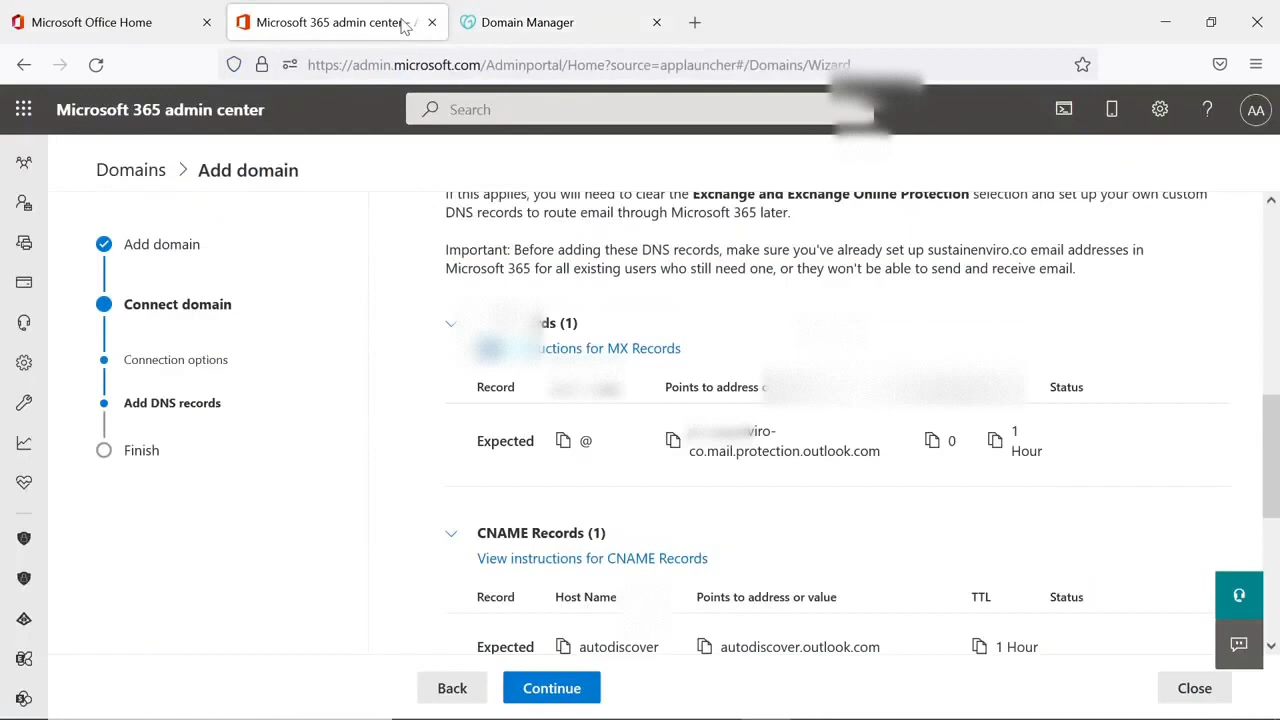 Microsoft Office Home
Microsoft 365 admin center - A
Domain Manager
https://admin.microsoft.com/Adminportal/Home?source=applauncher#/Domains/Wizard
Microsoft 365 admin center
Search
AA
Domains > Add domain
If this applies, you will need to clear the Exchange and Exchange Online Protection selection and set up your own custom
DNS records to route email through Microsoft 365 later.
Important: Before adding these DNS records, make sure you've already set up sustainenviro.co email addresses in
Microsoft 365 for all existing users who still need one, or they won't be able to send and receive email.
Add domain
Connect domain
Connection options
Add DNS records
Finish
(1)
for MX Records
Record Points to address Status
Expected @ 0 1
co.mail.protection.outlook.com Hour
CNAME Records (1)
View instructions for CNAME Records
Record Host Name Points to address or value TTL Status
Expected autodiscover autodiscover.outlook.com 1 Hour
Back Continue Close